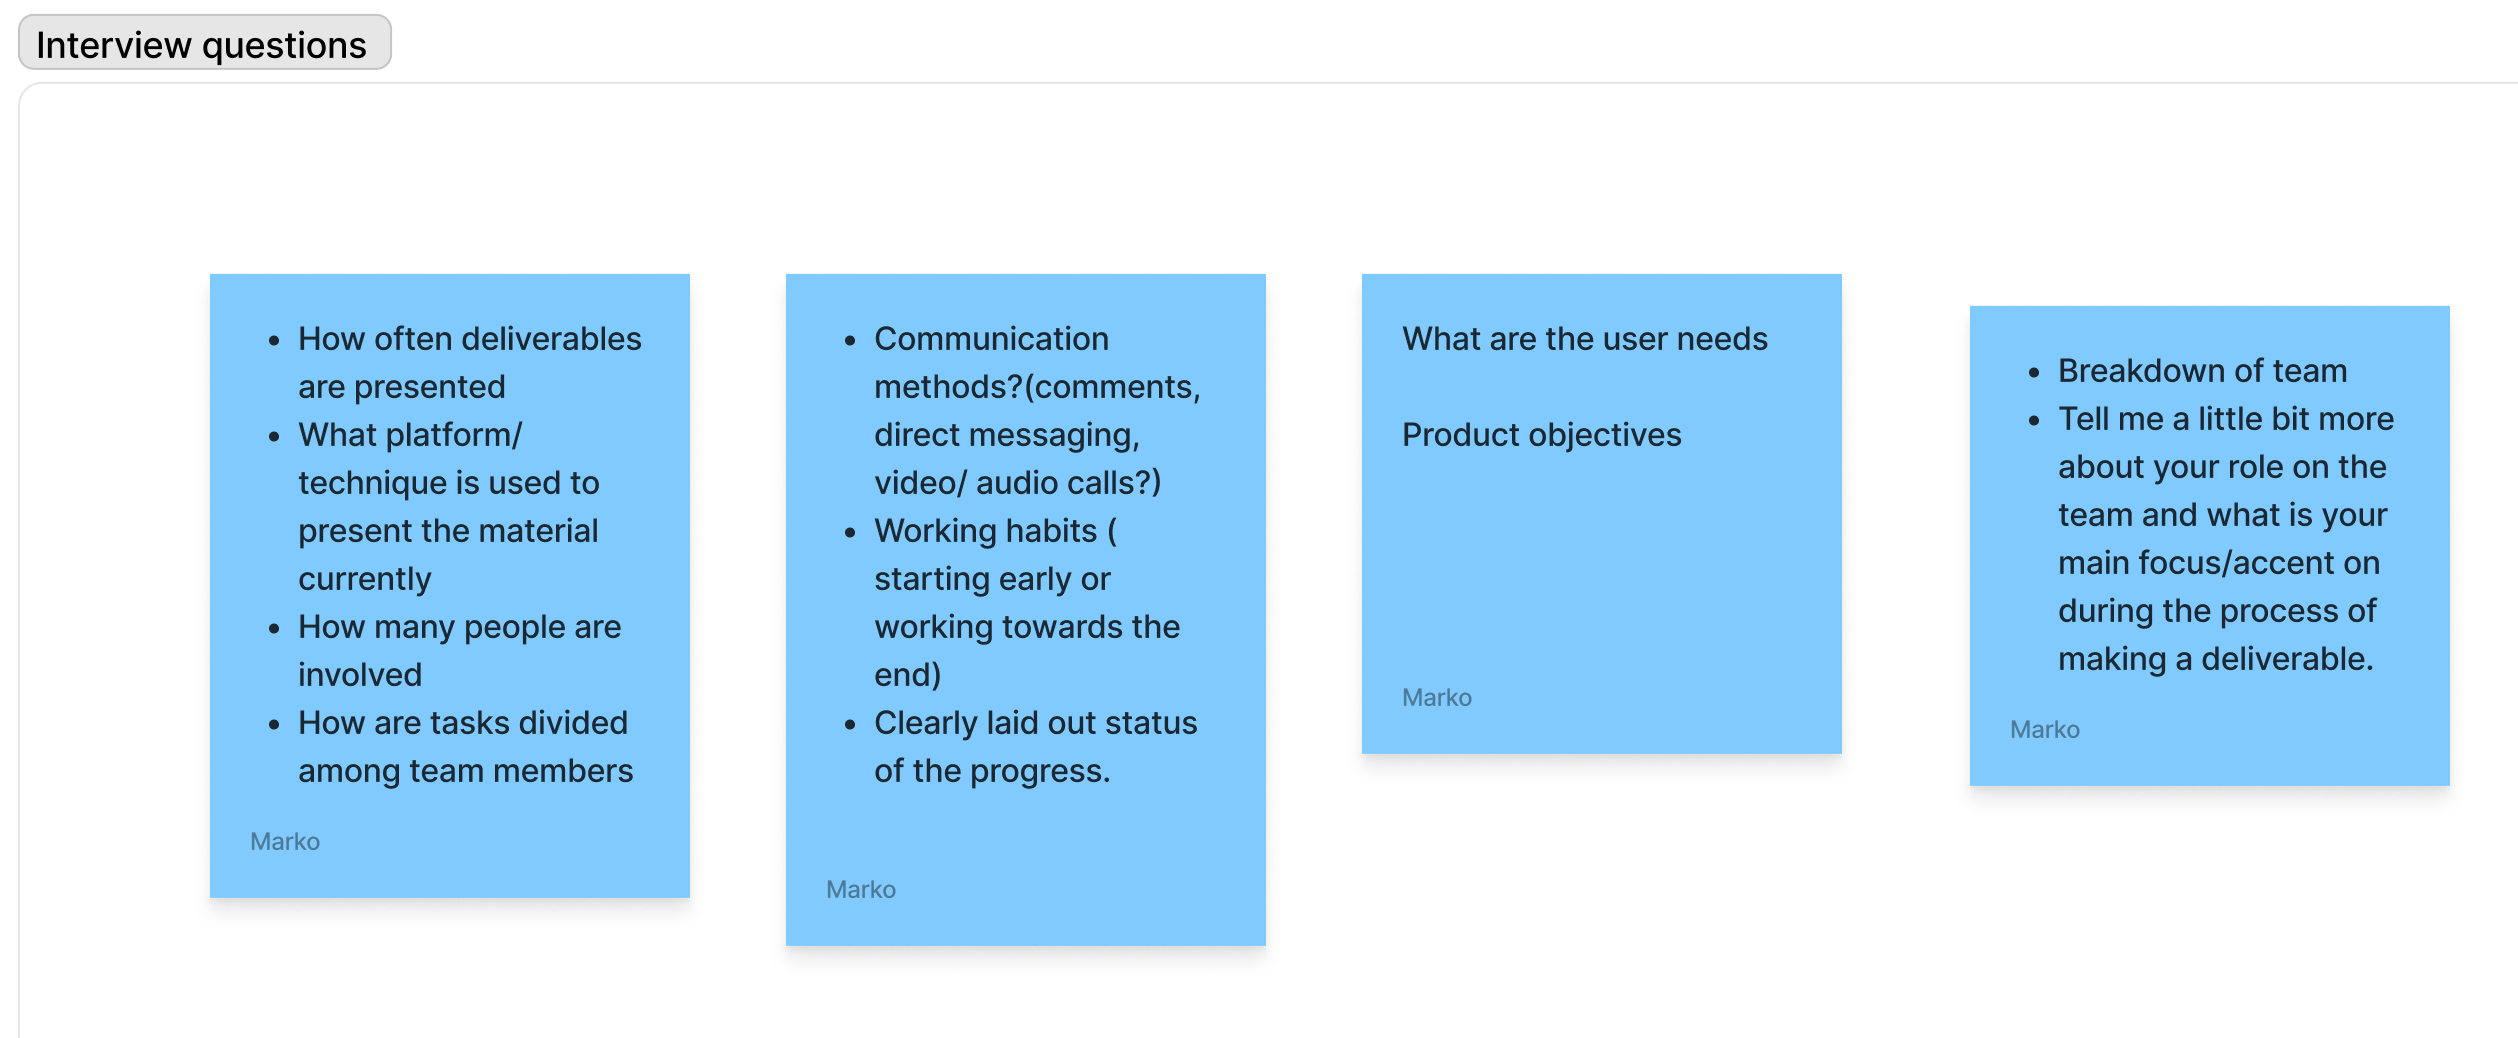 Interview questions
• How often deliverables
are presented
• What platform/
technique is used to
present the material
currently
• How many people are
involved
• How are tasks divided
among team members
Marko
• Communication
methods?(comments,
direct messaging,
video/ audio calls?)
• Working habits (
starting early or
working towards the
end)
• Clearly laid out status
of the progress.
Marko
What are the user needs
Product objectives
Marko
• Breakdown of team
• Tell me a little bit more
about your role on the
team and what is your
main focus/accent on
during the process of
making a deliverable.
Marko